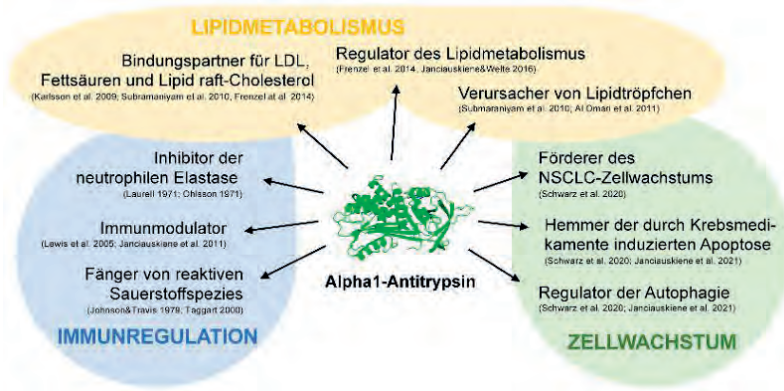 LIPIDMETABOLISMUS
Bindungspartner für LDL,
Fettsäuren und Lipid raft-Cholesterol
(Karlsson et al. 2009; Subramaniyam et al. 2010, Frenzel at al. 2014)
Regulator des Lipidmetabolismus
(Frenzel et al. 2014, Janciauskiene&Welte 2016)
Verursacher von Lipidtröpfchen
(Submaraniyam et al. 2010; Al Omari et al. 2011)
Inhibitor der
neutrophilen Elastase
(Laurell 1971; Ohlsson 1971)
Immunmodulator
(Lewis et al. 2005; Janciauskiene et al. 2011)
Fänger von reaktiven
Sauerstoffspezies
(Johnson&Travis 1979; Taggart 2000)
IMMUNREGULATION
Alpha1-Antitrypsin
Förderer des
NSCLC-Zellwachstums
(Schwarz et al. 2020)
Hemmer der durch Krebsmedi-
kamente induzierten Apoptose
(Schwarz et al. 2020; Janciauskiene et al. 2021)
Regulator der Autophagie
(Schwarz et al. 2020; Janciauskiene et al. 2021)
ZELLWACHSTUM